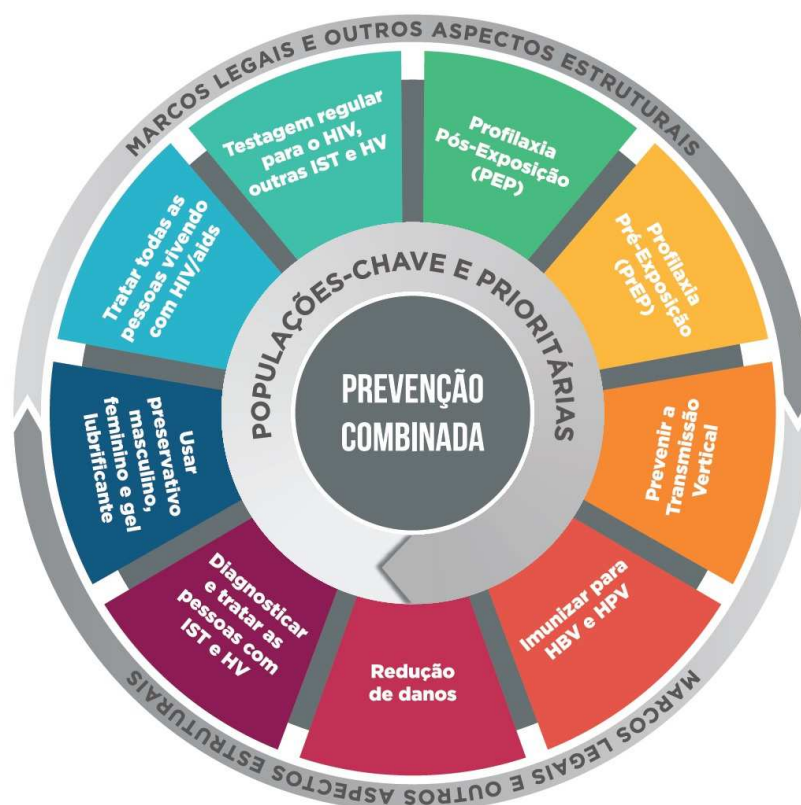 MARCOS LEGAIS E OUTROS ASPECTOS ESTRUTURAIS
Testagem regular
para o HIV,
outras IST e HV
Profilaxia
Pós-Exposição
(PEP)
Profilaxia
Pré-Exposição
(PrEP)
Prevenir a
Transmissão
Vertical
Imunizar para
HBV e HPV
Redução
de danos
Diagnosticar
e tratar as
pessoas com
IST e HV
Usar
preservativo
masculino,
feminino e gel
lubrificante
Tratar todas as
pessoas vivendo
com HIV/aids
POPULAÇÕES-CHAVE E PRIORITÁRIAS
PREVENÇÃO
COMBINADA
MARCOS LEGAIS E OUTROS ASPECTOS ESTRUTURAIS